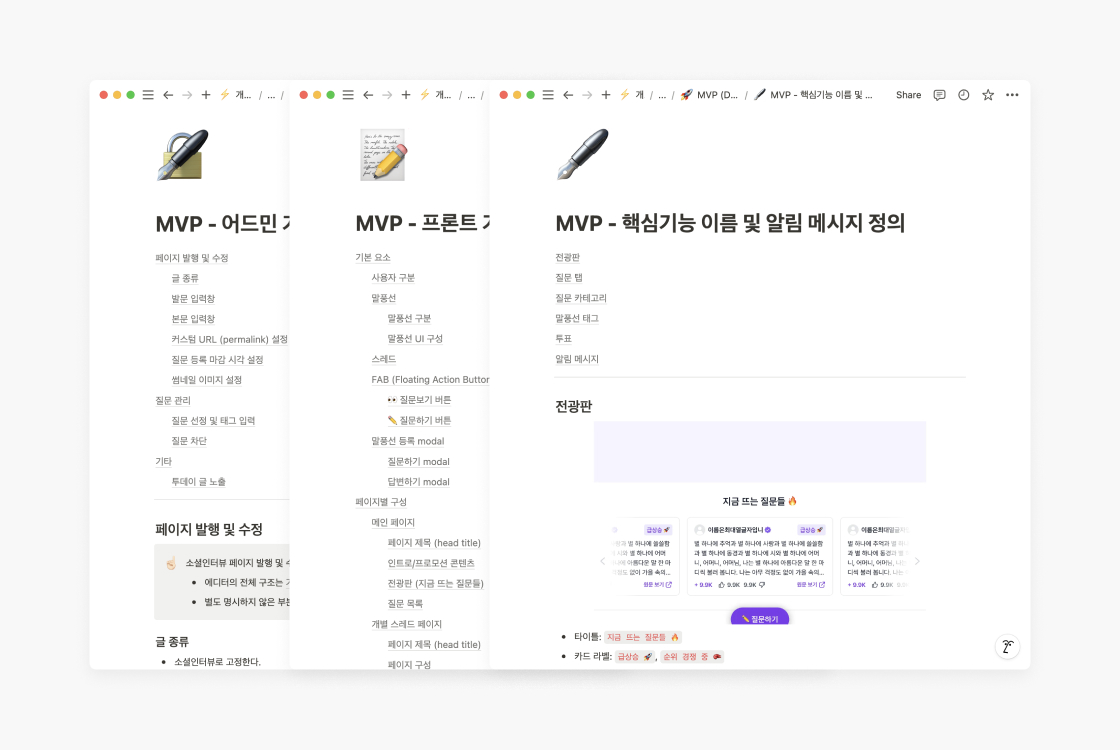 개... / ... /
MVP - 어드민
페이지 발행 및 수정
글 종류
발문 입력창
본문 입력창
커스텀 URL (permalink) 설정
질문 등록 마감 시각 설정
썸네일 이미지 설정
질문 관리
질문 선정 및 태그 입력
질문 차단
기타
투데이 글 노출
페이지 발행 및 수정
소셜인터뷰 페이지 발행 및
에디터의 전체 구조는
별도 명시하지 않은 부분
글 종류
소셜인터뷰로 고정한다.
개... / ... /
MVP - 프론트
기본 요소
사용자 구분
말풍선
말풍선 구분
말풍선 UI 구성
스레드
FAB (Floating Action Button
👀 질문보기 버튼
✏️ 질문하기 버튼
말풍선 등록 modal
질문하기 modal
답변하기 modal
페이지별 구성
메인 페이지
페이지 제목 (head title)
인트로/프로모션 콘텐츠
전광판 (지금 뜨는 질문들)
질문 목록
개별 스레드 페이지
페이지 제목 (head title)
페이지 구성
개 / ... / 🚀 MVP (D... / MVP - 핵심기능 이름 및 ... Share
MVP - 핵심기능 이름 및 알림 메시지 정의
전광판
질문 탭
질문 카테고리
말풍선 태그
투표
알림 메시지
전광판
지금 뜨는 질문들 🔥
급상승 🚀
별 하나에 쓸쓸함
원문 보기
이름은최대열글자입니 급상승 🚀
별 하나에 추억과 별 하나에 사랑과 별 하나에 쓸쓸함
과 별 하나에 동경과 별 하나에 시와 별 하나에 어머
니, 어머니, 어머님, 나는 별 하나에 아름다운 말 한 마
디씩 불러 봅니다. 나는 아무 걱정도 없이 가을 속의...
+ 9.9K 9.9K 9.9K 원문 보기
이름은최대열글자
별 하나에 추억과 별 하나에
과 별 하나에 동경과 별 하나
니, 어머니, 어머님, 나는 별
디씩 불러 봅니다. 나는
+ 9.9K 9.9K
✏️ 질문하기
• 타이틀: 지금 뜨는 질문들 🔥
• 카드 라벨: 급상승 🚀, 순위 경쟁 중 🥊